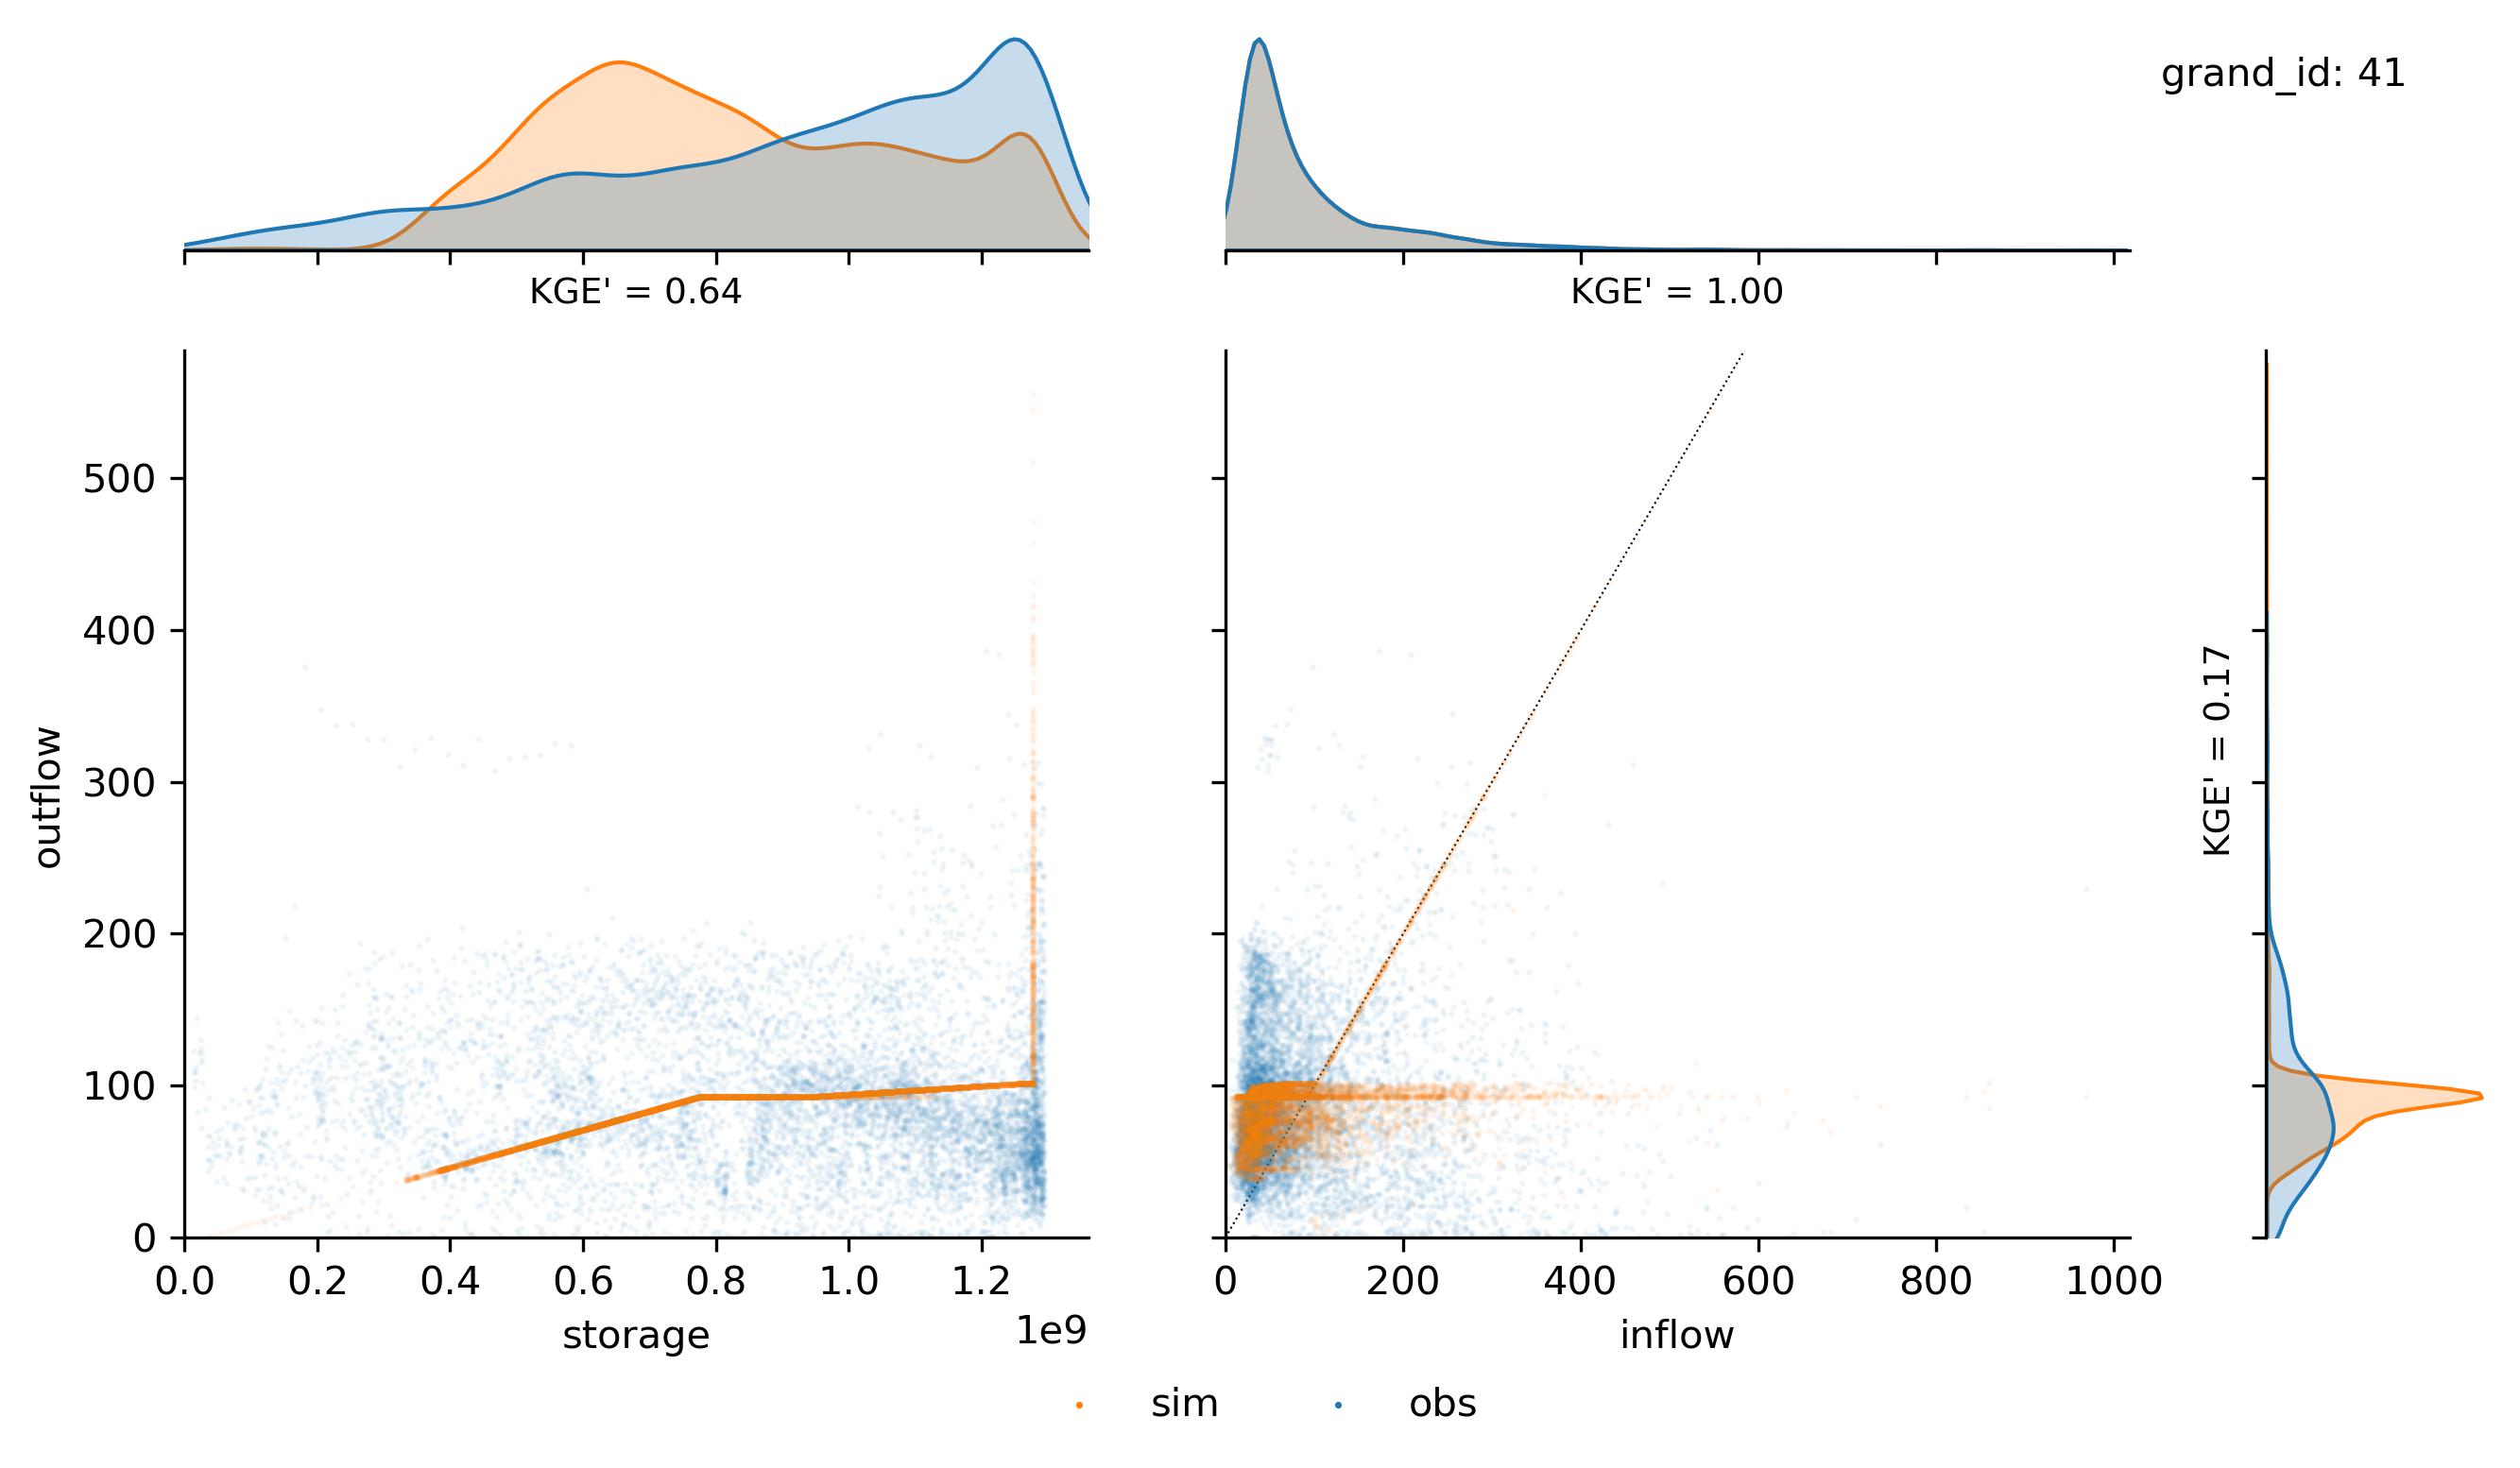 grand_id: 41
KGE' = 0.64
KGE' = 1.00
outflow
500
400
300
200
100
0
KGE' = 0.17
0.0 0.2 0.4 0.6 0.8 1.0 1.2
1e9
storage
0 200 400 600 800 1000
inflow
sim obs